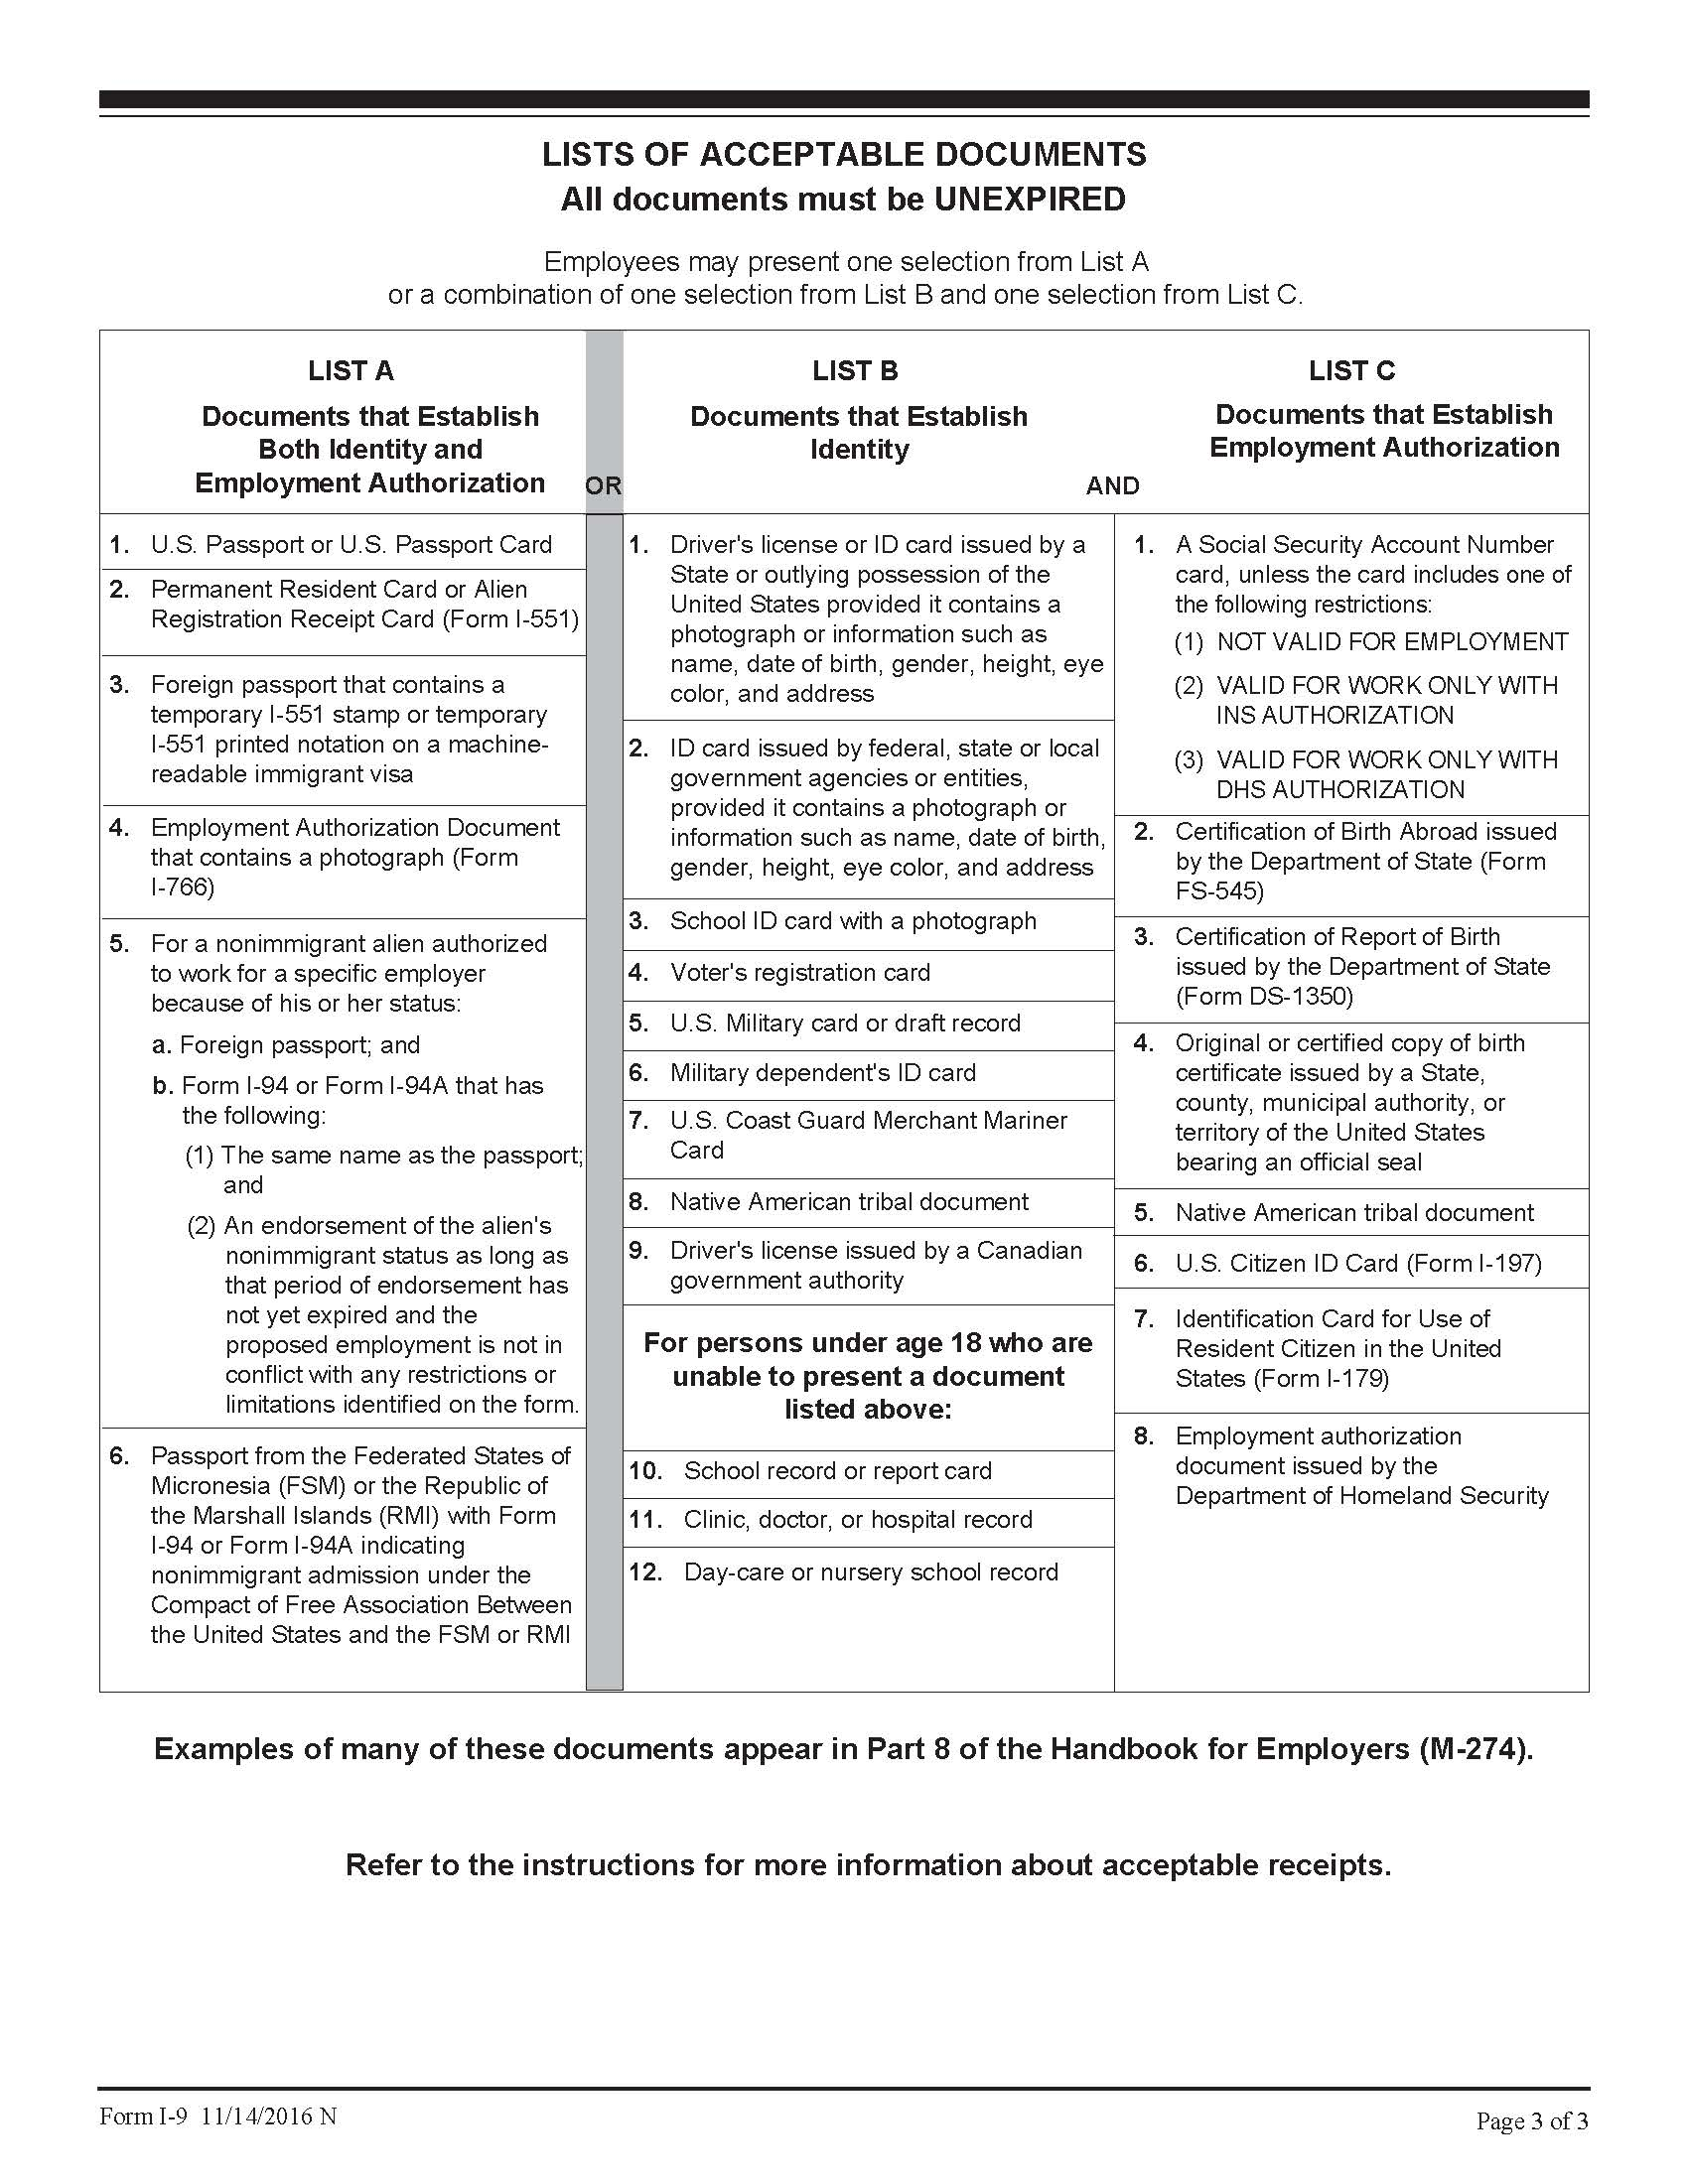 LISTS OF ACCEPTABLE DOCUMENTS
All documents must be UNEXPIRED
Employees may present one selection from List A
or a combination of one selection from List B and one selection from List C.
LIST A
Documents that Establish
Both Identity and
Employment Authorization
OR
LIST B
Documents that Establish
Identity
AND
LIST C
Documents that Establish
Employment Authorization
1. U.S. Passport or U.S. Passport Card
2. Permanent Resident Card or Alien
Registration Receipt Card (Form I-551)
3. Foreign passport that contains a
temporary I-551 stamp or temporary
I-551 printed notation on a machine-
readable immigrant visa
4. Employment Authorization Document
that contains a photograph (Form
I-766)
5. For a nonimmigrant alien authorized
to work for a specific employer
because of his or her status:
a. Foreign passport; and
b. Form I-94 or Form I-94A that has
the following:
(1) The same name as the passport;
and
(2) An endorsement of the alien's
nonimmigrant status as long as
that period of endorsement has
not yet expired and the
proposed employment is not in
conflict with any restrictions or
limitations identified on the form.
6. Passport from the Federated States of
Micronesia (FSM) or the Republic of
the Marshall Islands (RMI) with Form
I-94 or Form I-94A indicating
nonimmigrant admission under the
Compact of Free Association Between
the United States and the FSM or RMI
1. Driver's license or ID card issued by a
State or outlying possession of the
United States provided it contains a
photograph or information such as
name, date of birth, gender, height, eye
color, and address
2. ID card issued by federal, state or local
government agencies or entities,
provided it contains a photograph or
information such as name, date of birth,
gender, height, eye color, and address
3. School ID card with a photograph
4. Voter's registration card
5. U.S. Military card or draft record
6. Military dependent's ID card
7. U.S. Coast Guard Merchant Mariner
Card
8. Native American tribal document
9. Driver's license issued by a Canadian
government authority
For persons under age 18 who are
unable to present a document
listed above:
10. School record or report card
11. Clinic, doctor, or hospital record
12. Day-care or nursery school record
1. A Social Security Account Number
card, unless the card includes one of
the following restrictions:
(1) NOT VALID FOR EMPLOYMENT
(2) VALID FOR WORK ONLY WITH
INS AUTHORIZATION
(3) VALID FOR WORK ONLY WITH
DHS AUTHORIZATION
2. Certification of Birth Abroad issued
by the Department of State (Form
FS-545)
3. Certification of Report of Birth
issued by the Department of State
(Form DS-1350)
4. Original or certified copy of birth
certificate issued by a State,
county, municipal authority, or
territory of the United States
bearing an official seal
5. Native American tribal document
6. U.S. Citizen ID Card (Form I-197)
7. Identification Card for Use of
Resident Citizen in the United
States (Form I-179)
8. Employment authorization
document issued by the
Department of Homeland Security
Examples of many of these documents appear in Part 8 of the Handbook for Employers (M-274).
Refer to the instructions for more information about acceptable receipts.
Form I-9 11/14/2016 N
Page 3 of 3